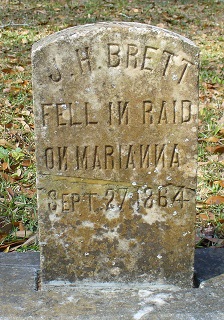 J. H. BRETT
FELL IN RAID
ON MARIANNA
SEPT. 27, 1864